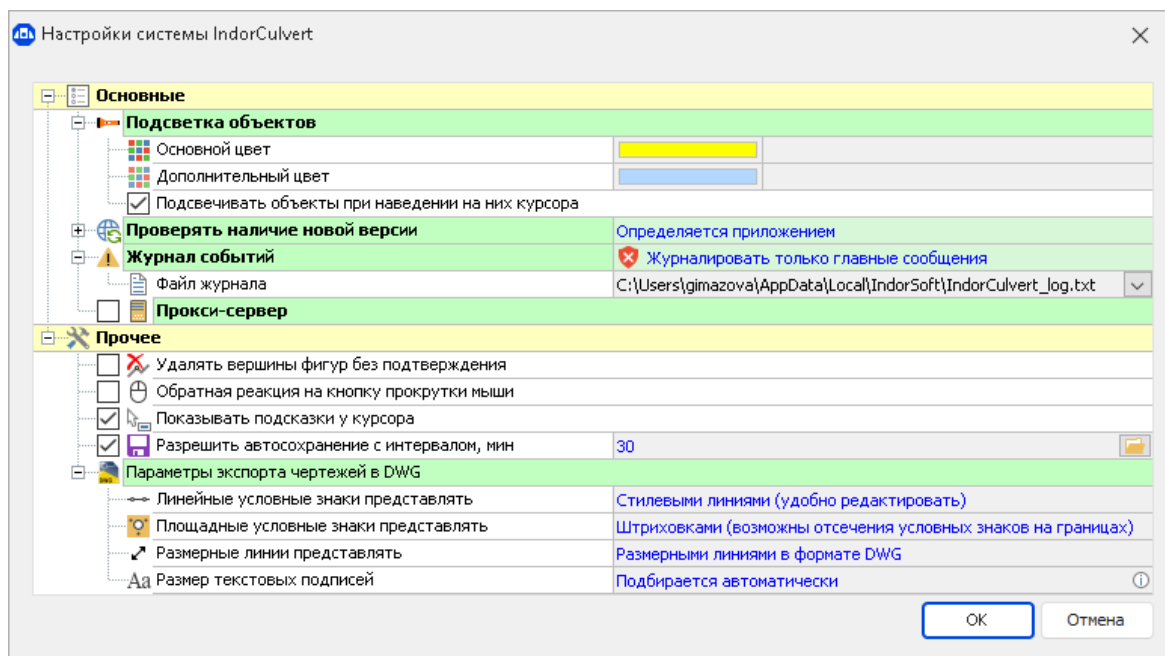 Настройки системы IndorCulvert
Основные
Подсветка объектов
Основной цвет
Дополнительный цвет
Подсвечивать объекты при наведении на них курсора
Проверять наличие новой версии Определяется приложением
Журнал событий Журналировать только главные сообщения
Файл журнала C:\Users\gimazova\AppData\Local\IndorSoft\IndorCulvert_log.txt
Прокси-сервер
Прочее
Удалять вершины фигур без подтверждения
Обратная реакция на кнопку прокрутки мыши
Показывать подсказки у курсора
Разрешить автосохранение с интервалом, мин 30
Параметры экспорта чертежей в DWG
Линейные условные знаки представлять Стилевыми линиями (удобно редактировать)
Площадные условные знаки представлять Штриховками (возможны отсечения условных знаков на границах)
Размерные линии представлять Размерными линиями в формате DWG
Aa Размер текстовых подписей Подбирается автоматически
ОК Отмена